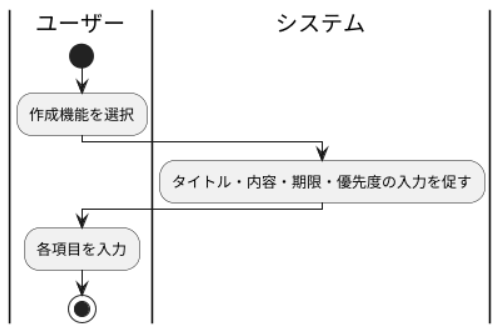 ユーザー
システム
作成機能を選択
タイトル・内容・期限・優先度の入力を促す
各項目を入力